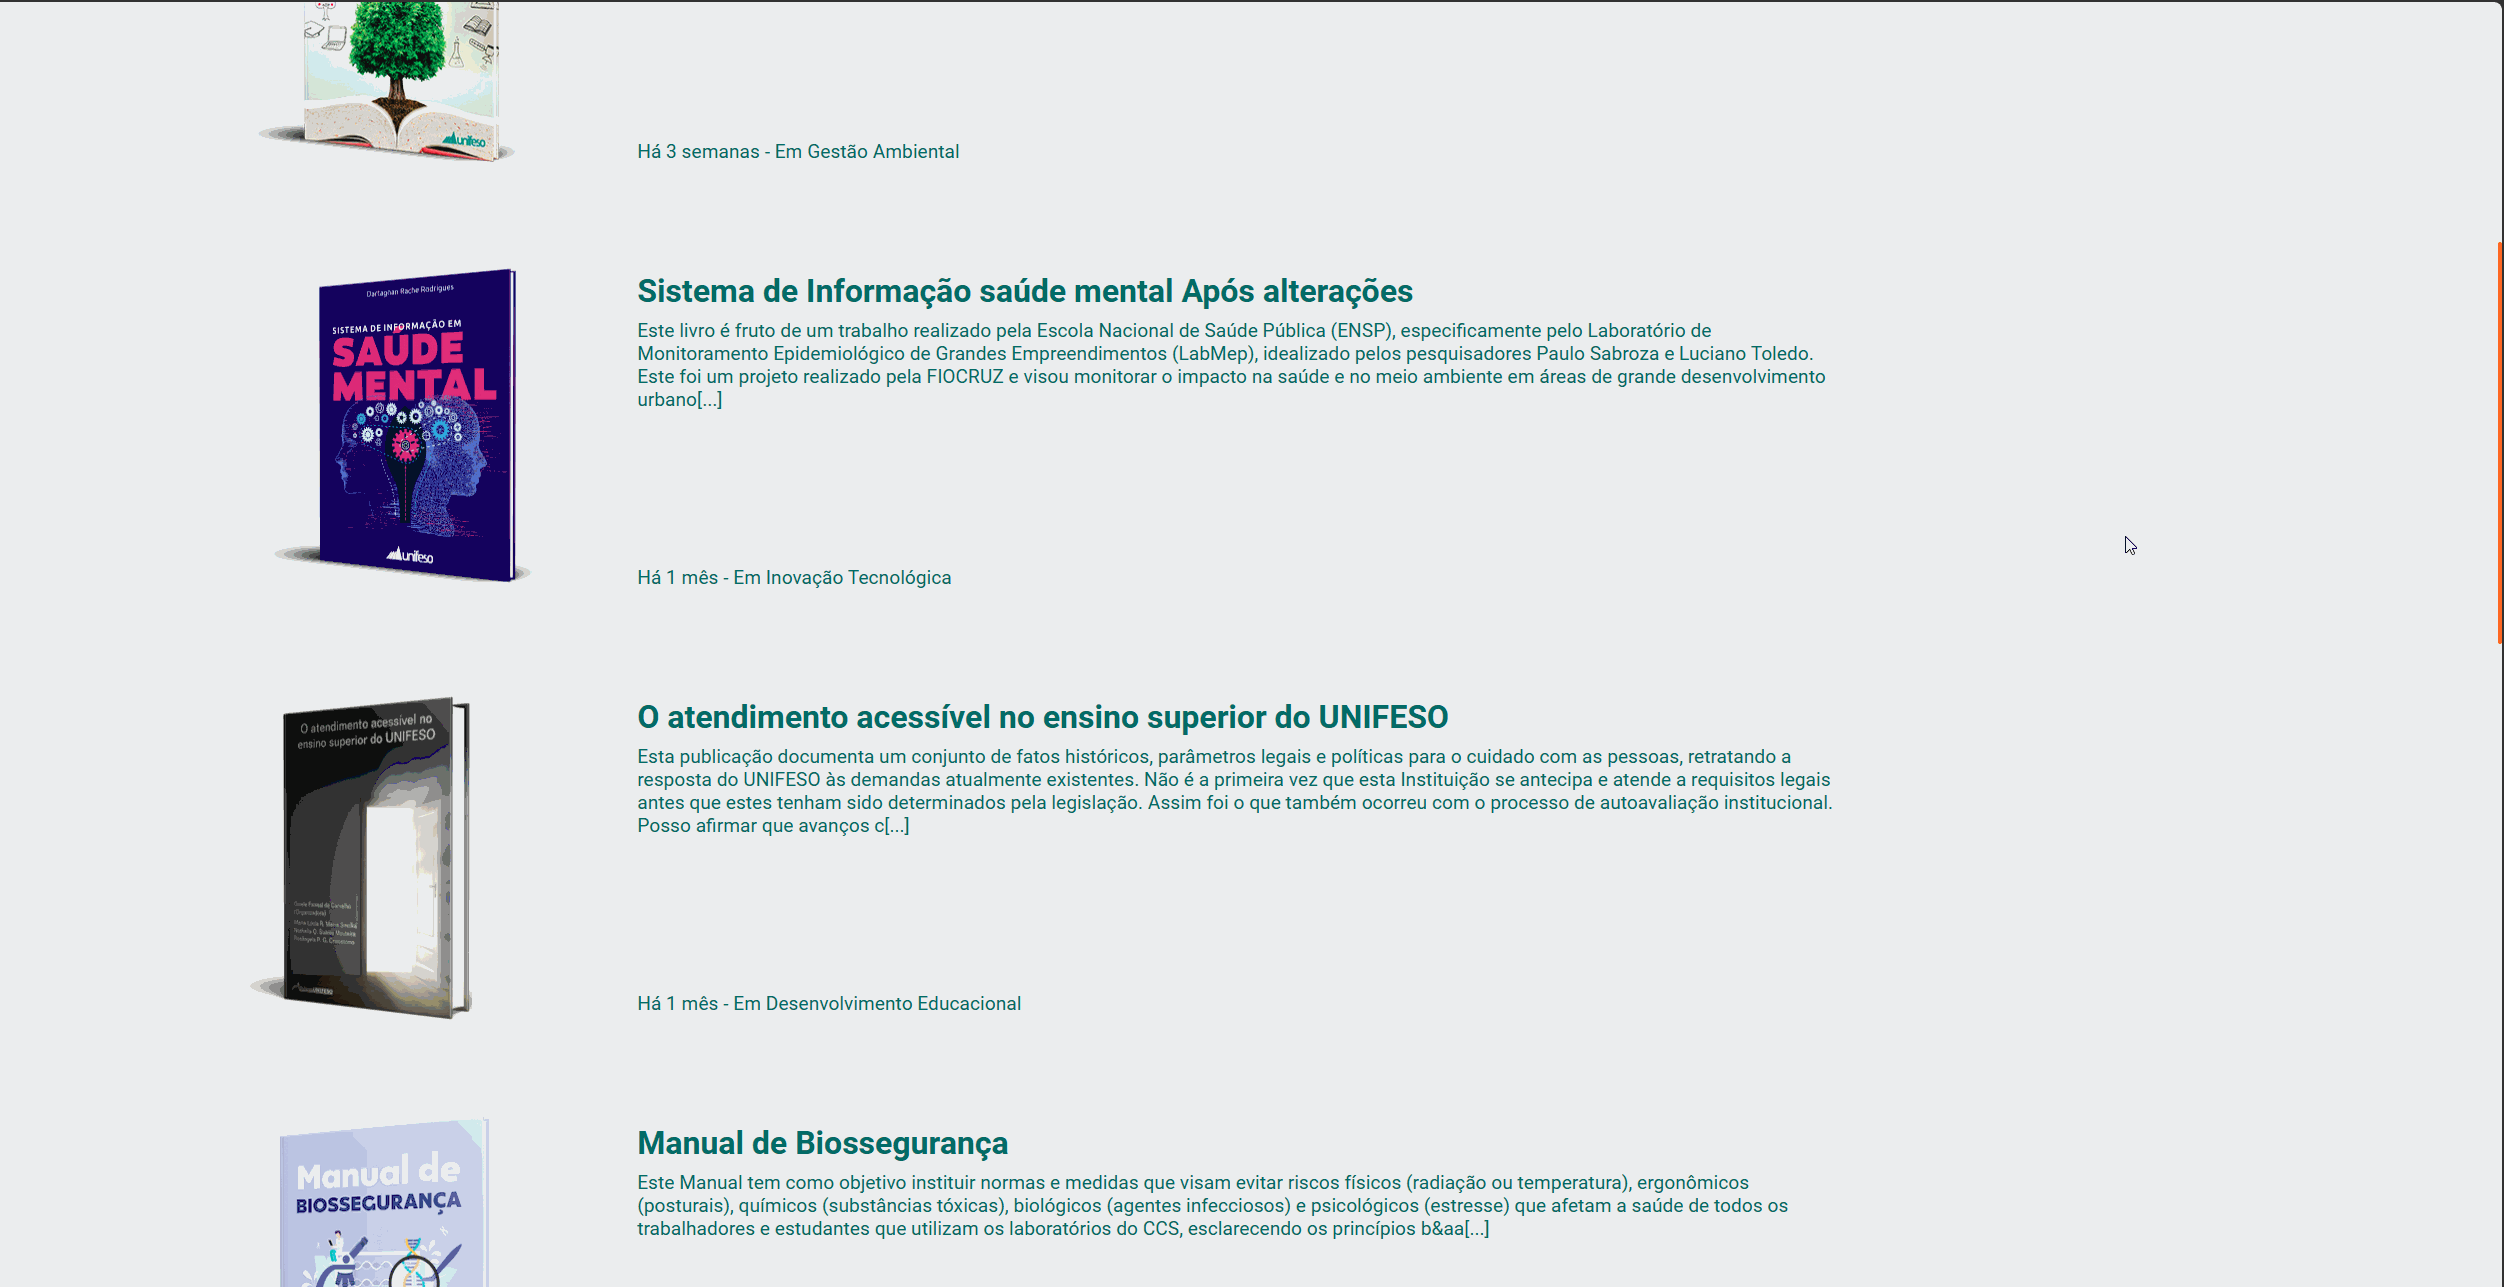 unifeso
Há 3 semanas - Em Gestão Ambiental
Dartagnan Rache Rodrigues
SISTEMA DE INFORMAÇÃO EM
SAÚDE
MENTAL
unifeso
Sistema de Informação saúde mental Após alterações
Este livro é fruto de um trabalho realizado pela Escola Nacional de Saúde Pública (ENSP), especificamente pelo Laboratório de
Monitoramento Epidemiológico de Grandes Empreendimentos (LabMep), idealizado pelos pesquisadores Paulo Sabroza e Luciano Toledo.
Este foi um projeto realizado pela FIOCRUZ e visou monitorar o impacto na saúde e no meio ambiente em áreas de grande desenvolvimento
urbano[...]
Há 1 mês - Em Inovação Tecnológica
O atendimento acessível no
ensino superior do UNIFESO
(Organizadora)
O atendimento acessível no ensino superior do UNIFESO
Esta publicação documenta um conjunto de fatos históricos, parâmetros legais e políticas para o cuidado com as pessoas, retratando a
resposta do UNIFESO às demandas atualmente existentes. Não é a primeira vez que esta Instituição se antecipa e atende a requisitos legais
antes que estes tenham sido determinados pela legislação. Assim foi o que também ocorreu com o processo de autoavaliação institucional.
Posso afirmar que avanços c[...]
Há 1 mês - Em Desenvolvimento Educacional
Manual de
BIOSSEGURANÇA
Manual de Biossegurança
Este Manual tem como objetivo instituir normas e medidas que visam evitar riscos físicos (radiação ou temperatura), ergonômicos
(posturais), químicos (substâncias tóxicas), biológicos (agentes infecciosos) e psicológicos (estresse) que afetam a saúde de todos os
trabalhadores e estudantes que utilizam os laboratórios do CCS, esclarecendo os princípios b&aa[...]